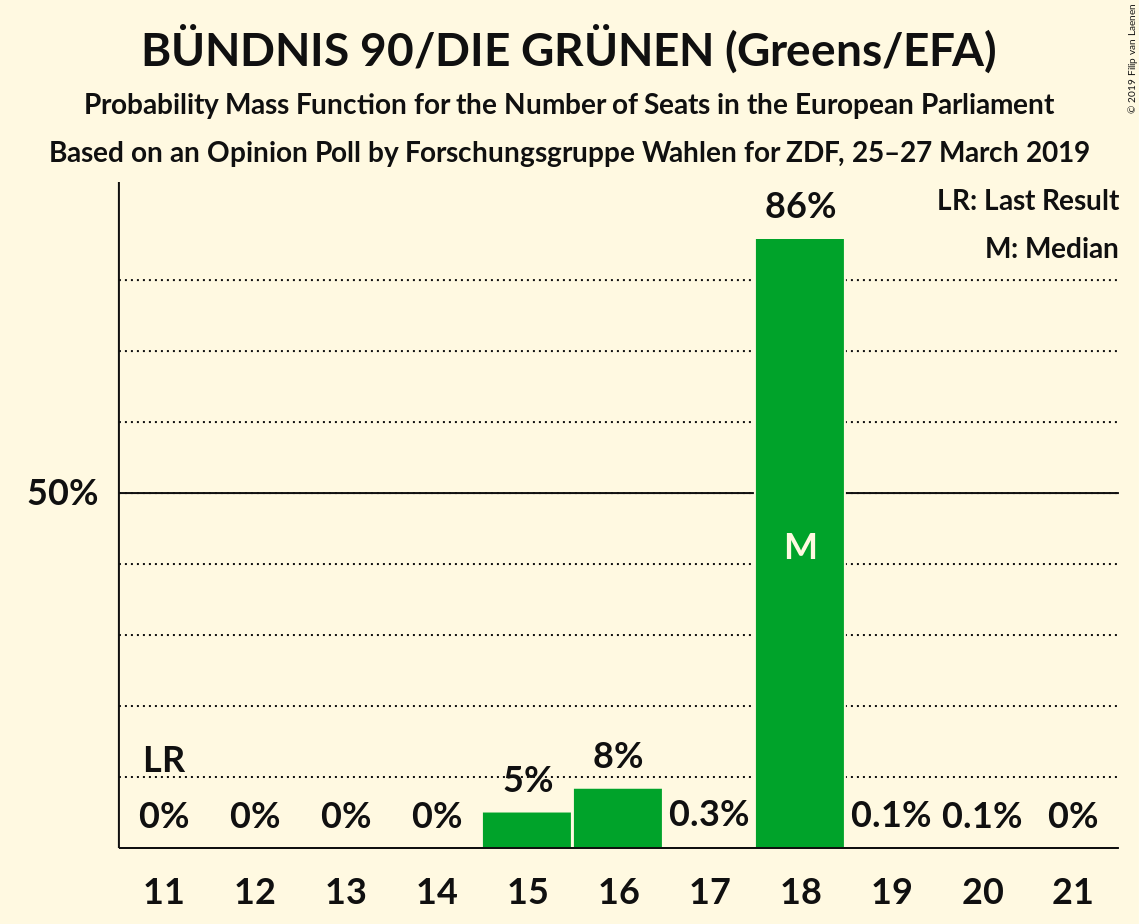 BÜNDNIS 90/DIE GRÜNEN (Greens/EFA)
Probability Mass Function for the Number of Seats in the European Parliament
Based on an Opinion Poll by Forschungsgruppe Wahlen for ZDF, 25–27 March 2019
© 2019 Filip van Laenen
LR: Last Result
M: Median
86%
50%
M
LR
5%
8%
0% 0% 0% 0% 0.3% 0.1% 0.1% 0%
11 12 13 14 15 16 17 18 19 20 21